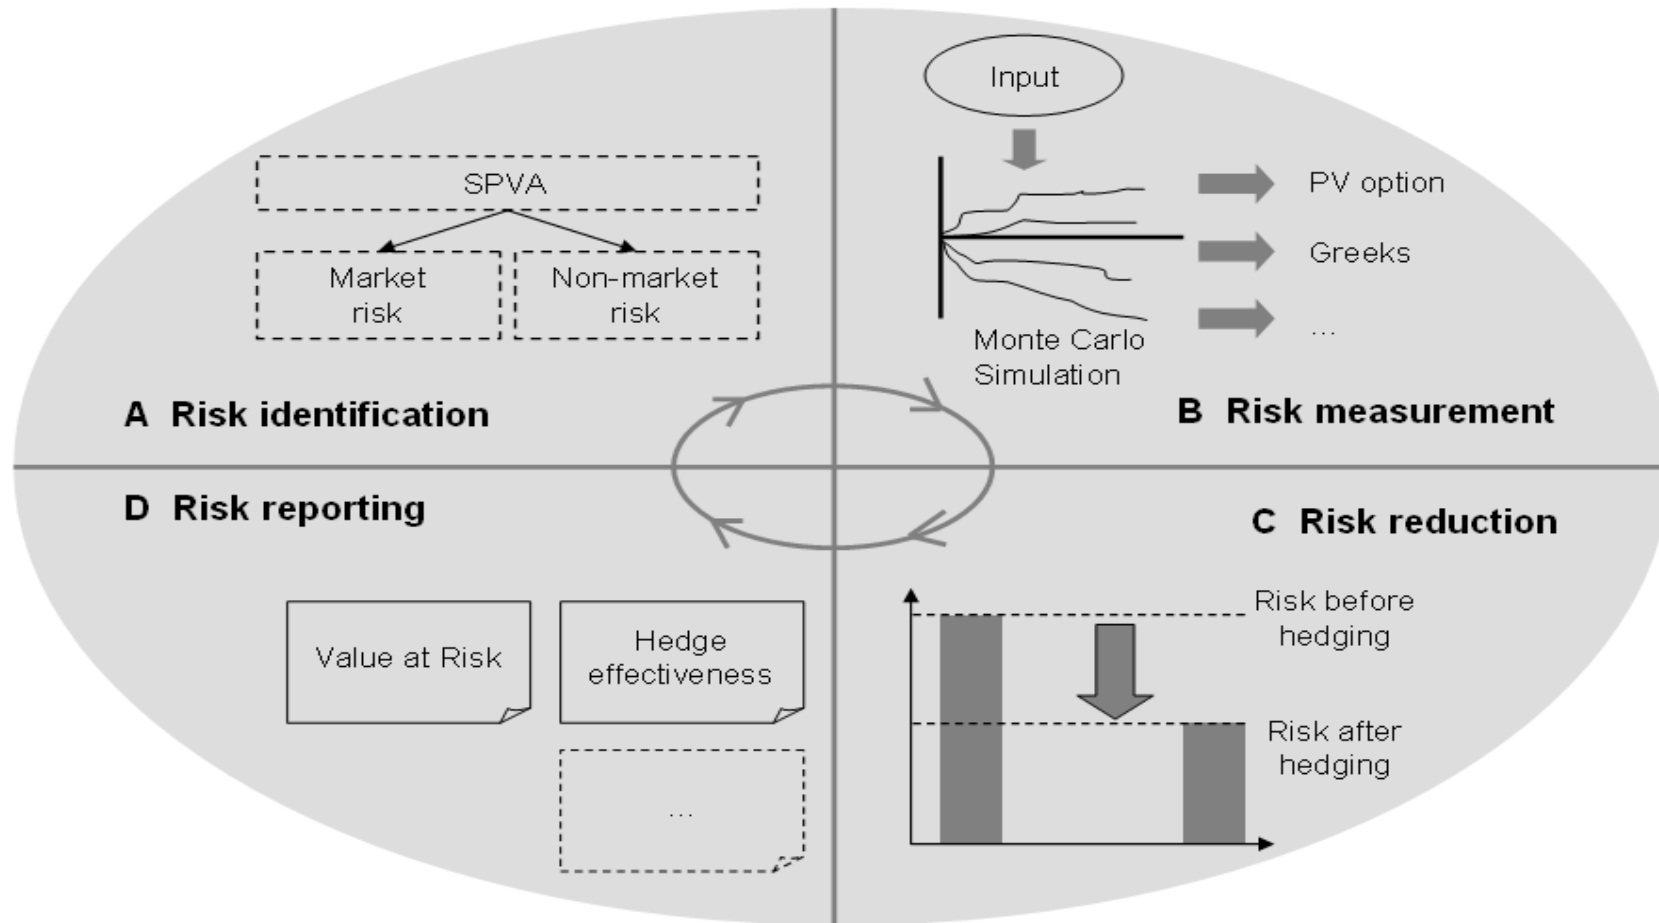 SPVA
Market
risk
Non-market
risk
A Risk identification
Input
PV option
Greeks
...
Monte Carlo
Simulation
B Risk measurement
D Risk reporting
Value at Risk
Hedge
effectiveness
...
C Risk reduction
Risk before
hedging
Risk after
hedging